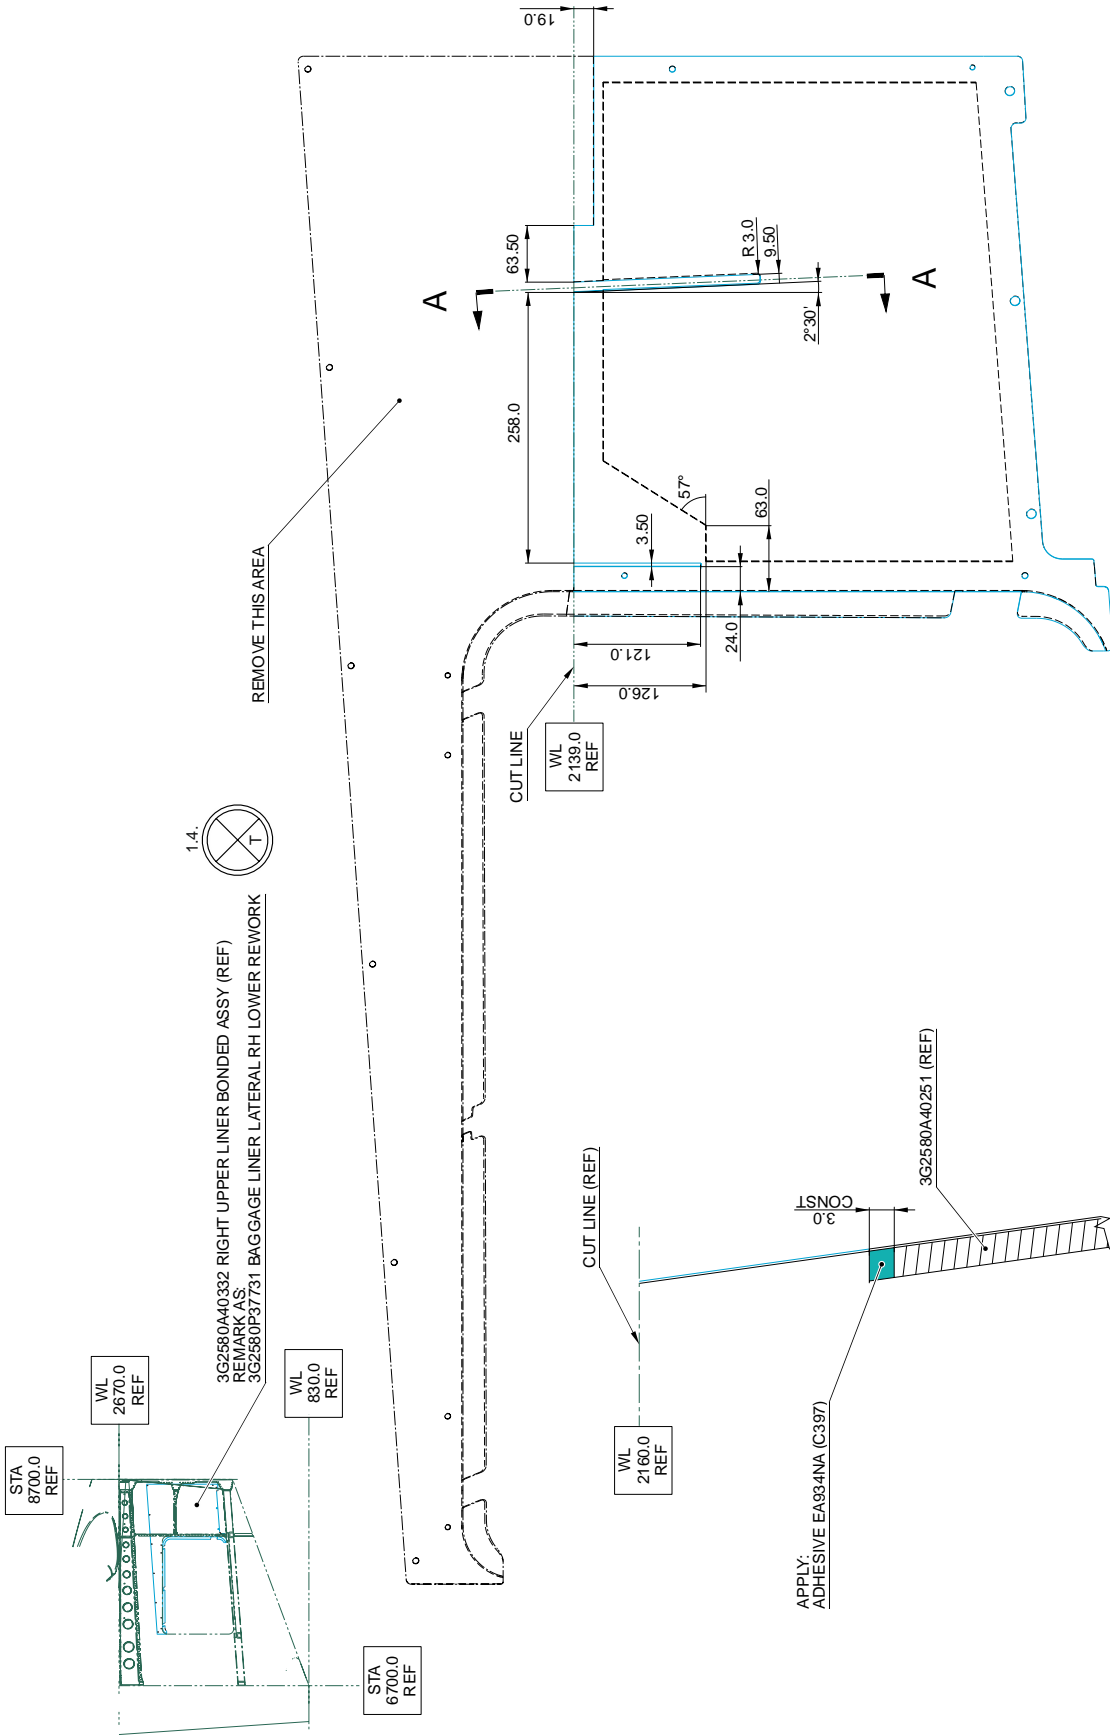 19.0
63.50
R 3.0
9.50
A
A
2°30'
258.0
57°
3.50
63.0
24.0
121.0
126.0
REMOVE THIS AREA
CUT LINE
WL
2139.0
REF
1.4.
T
3G2580A40332 RIGHT UPPER LINER BONDED ASSY (REF)
REMARK AS:
3G2580P37731 BAGGAGE LINER LATERAL RH LOWER REWORK
WL
2670.0
REF
WL
830.0
REF
STA
8700.0
REF
STA
6700.0
REF
CUT LINE (REF)
WL
2160.0
REF
3.0
CONST
3G2580A40251 (REF)
APPLY:
ADHESIVE EA934NA (C397)